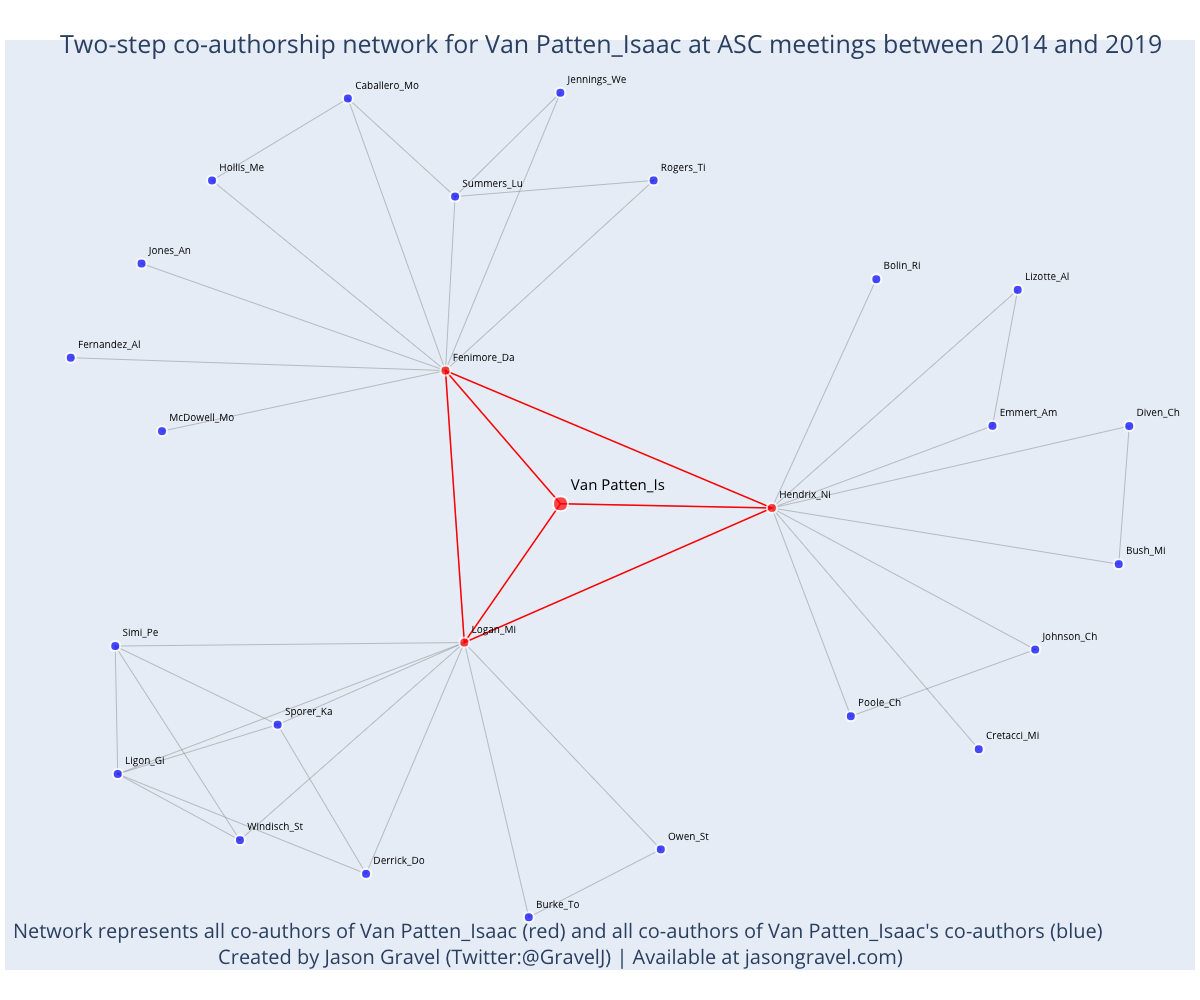 Two-step co-authorship network for Van Patten_Isaac at ASC meetings between 2014 and 2019
Jennings_We
Caballero_Mo
Hollis_Me
Rogers_Ti
Summers_Lu
Jones_An
Bolin_Ri
Lizotte_Al
Fernandez_Al
Fenimore_Da
McDowell_Mo
Emmert_Am
Diven_Ch
Van Patten_Is
Hendrix_Ni
Bush_Mi
Logan_Mi
Simi_Pe
Johnson_Ch
Poole_Ch
Sporer_Ka
Cretacci_Mi
Ligon_Gi
Windisch_St
Owen_St
Derrick_Do
Burke_To
Network represents all co-authors of Van Patten_Isaac (red) and all co-authors of Van Patten_Isaac's co-authors (blue)
Created by Jason Gravel (Twitter:@GravelJ) | Available at jasongravel.com)